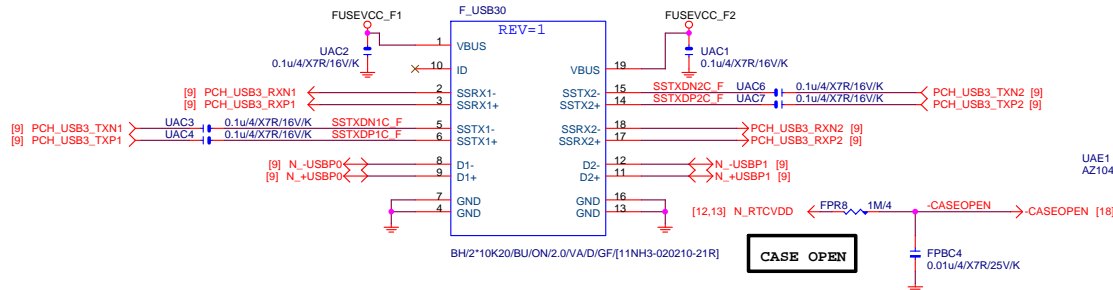 F_USB30
FUSEVCC_F1
FUSEVCC_F2
REV=1
UAC2
0.1u/4/X7R/16V/K
1
VBUS
10
ID
VBUS
19
UAC1
0.1u/4/X7R/16V/K
[9] PCH_USB3_RXN1
2
SSRX1-
SSTX2-
15
SSTXDN2C_F
UAC6
0.1u/4/X7R/16V/K
PCH_USB3_TXN2 [9]
[9] PCH_USB3_RXP1
3
SSRX1+
SSTX2+
14
SSTXDP2C_F
UAC7
0.1u/4/X7R/16V/K
PCH_USB3_TXP2 [9]
[9] PCH_USB3_TXN1
UAC3
0.1u/4/X7R/16V/K
SSTXDN1C_F
5
SSTX1-
SSRX2-
18
PCH_USB3_RXN2 [9]
[9] PCH_USB3_TXP1
UAC4
0.1u/4/X7R/16V/K
SSTXDP1C_F
6
SSTX1+
SSRX2+
17
PCH_USB3_RXP2 [9]
[9] N_-USBP0
8
D1-
D2-
12
N_-USBP1 [9]
[9] N_+USBP0
9
D1+
D2+
11
N_+USBP1 [9]
7
GND
GND
16
4
GND
GND
13
BH/2*10K20/BU/ON/2.0/VA/D/GF/[11NH3-020210-21R]
UAE1
AZ104
[12,13] N_RTCVDD
FPR8
1M/4
-CASEOPEN
-CASEOPEN [18]
FPBC4
0.01u/4/X7R/25V/K
CASE OPEN